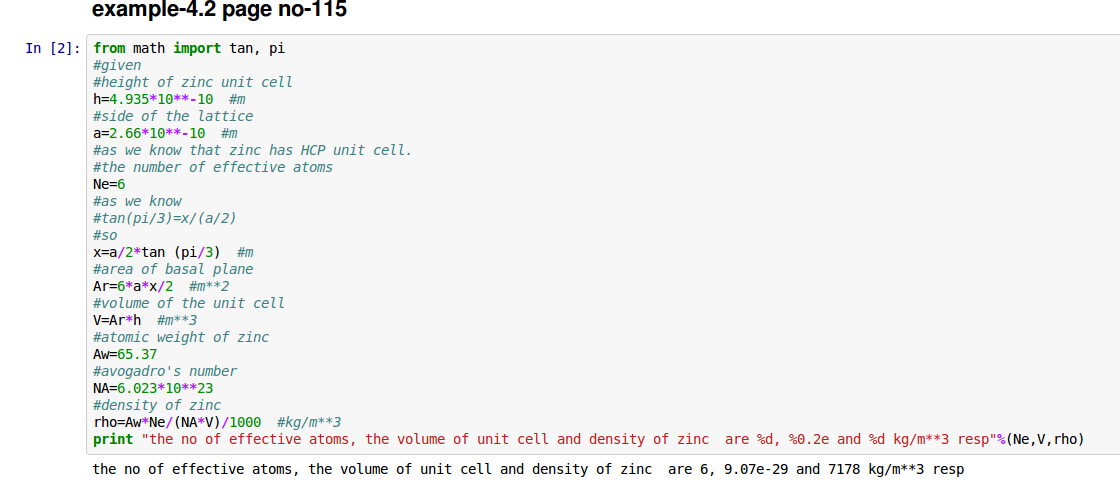 example-4.2 page no-115
In [2]: from math import tan, pi
#given
#height of zinc unit cell
h=4.935*10**-10  #m
#side of the lattice
a=2.66*10**-10  #m
#as we know that zinc has HCP unit cell.
#the number of effective atoms
Ne=6
#as we know
#tan(pi/3)=x/(a/2)
#so
x=a/2*tan (pi/3)  #m
#area of basal plane
Ar=6*a*x/2  #m**2
#volume of the unit cell
V=Ar*h  #m**3
#atomic weight of zinc
Aw=65.37
#avogadro's number
NA=6.023*10**23
#density of zinc
rho=Aw*Ne/(NA*V)/1000  #kg/m**3
print "the no of effective atoms, the volume of unit cell and density of zinc  are %d, %0.2e and %d kg/m**3 resp"%(Ne,V,rho)
the no of effective atoms, the volume of unit cell and density of zinc  are 6, 9.07e-29 and 7178 kg/m**3 resp